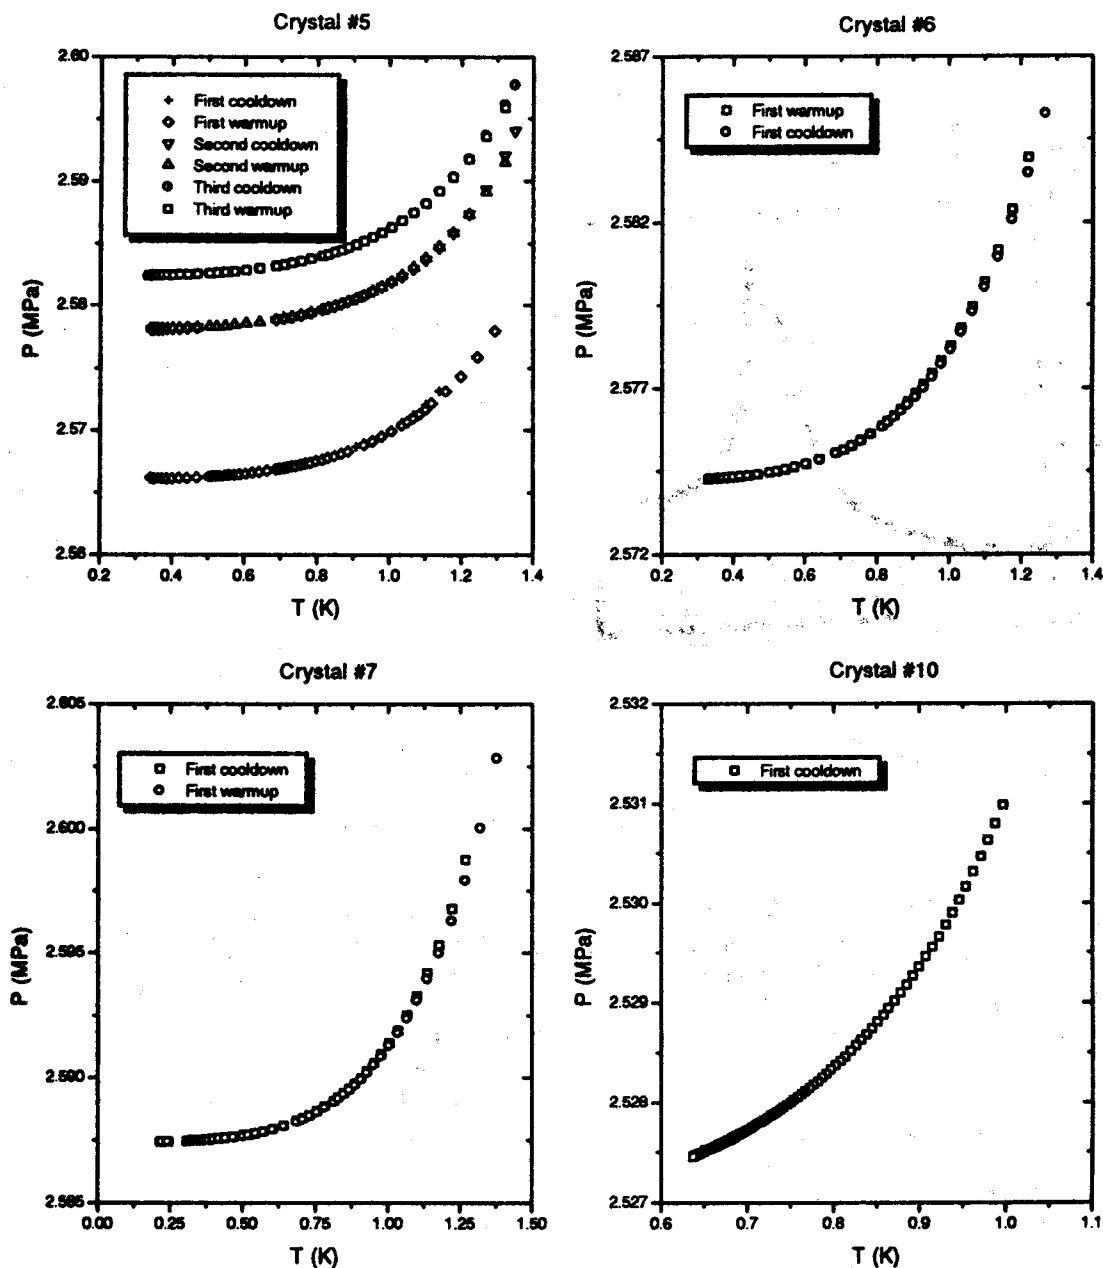 Crystal #5
2.60
2.59
2.58
2.57
2.56
P (MPa)
First cooldown
First warmup
Second cooldown
Second warmup
Third cooldown
Third warmup
0.2 0.4 0.6 0.8 1.0 1.2 1.4
T (K)
Crystal #6
2.587
2.582
2.577
2.572
P (MPa)
First warmup
First cooldown
0.2 0.4 0.6 0.8 1.0 1.2 1.4
T (K)
Crystal #7
2.605
2.600
2.595
2.590
2.585
P (MPa)
First cooldown
First warmup
0.00 0.25 0.50 0.75 1.00 1.25 1.50
T (K)
Crystal #10
2.532
2.531
2.530
2.529
2.528
2.527
P (MPa)
First cooldown
0.6 0.7 0.8 0.9 1.0 1.1
T (K)